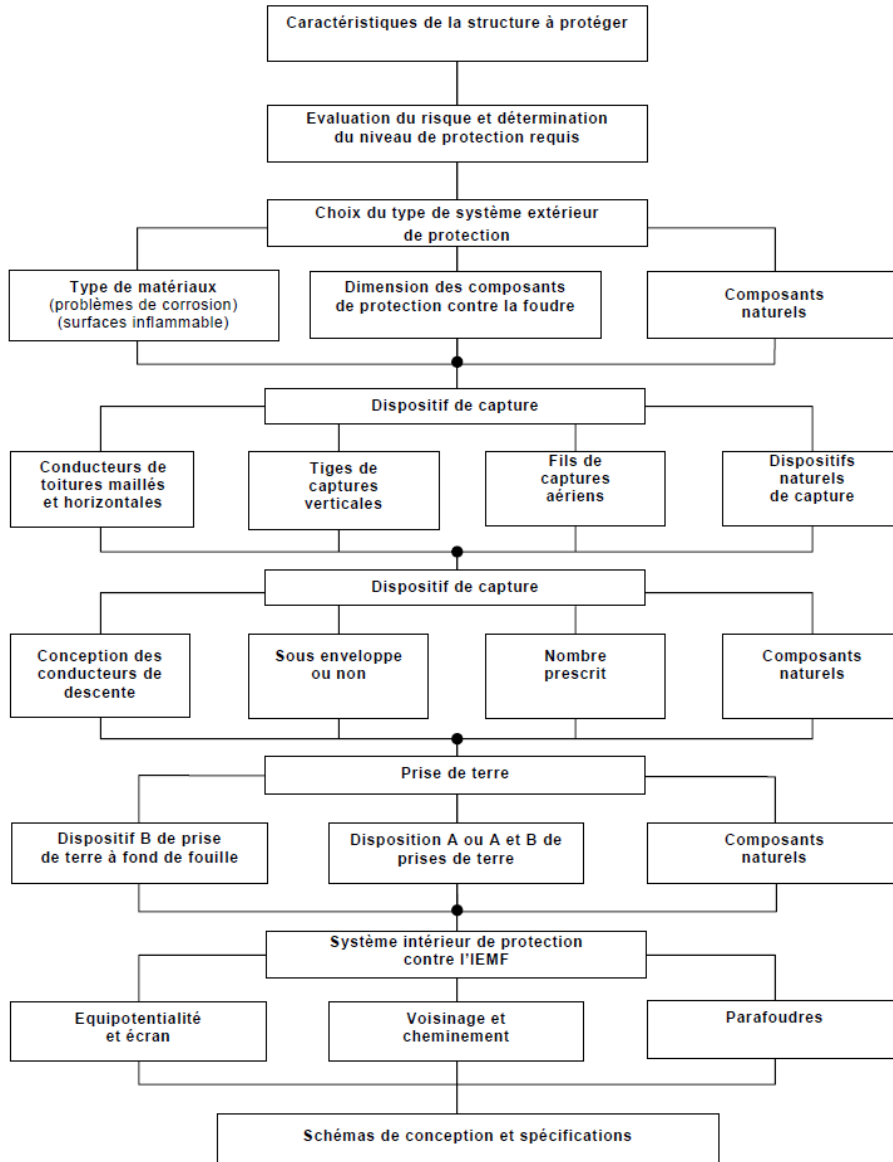 Caractéristiques de la structure à protéger
Evaluation du risque et détermination
du niveau de protection requis
Choix du type de système extérieur
de protection
Type de matériaux
(problèmes de corrosion)
(surfaces inflammable)
Dimension des composants
de protection contre la foudre
Composants
naturels
Dispositif de capture
Conducteurs de
toitures maillés
et horizontales
Tiges de
captures
verticales
Fils de
captures
aériens
Dispositifs
naturels
de capture
Dispositif de capture
Conception des
conducteurs de
descente
Sous enveloppe
ou non
Nombre
prescrit
Composants
naturels
Prise de terre
Dispositif B de prise
de terre à fond de fouille
Disposition A ou A et B de
prises de terre
Composants
naturels
Système intérieur de protection
contre l'IEMF
Equipotentialité
et écran
Voisinage et
cheminement
Parafoudres
Schémas de conception et spécifications